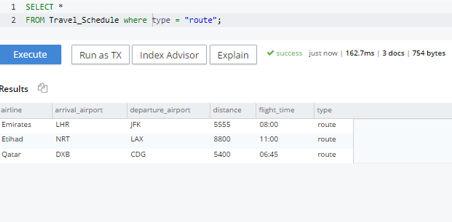 1 SELECT *
2 FROM Travel_Schedule where type = "route";
Execute Run as TX Index Advisor Explain ✓ success just now | 162.7ms | 3 docs | 754 bytes
Results
airline arrival_airport departure_airport distance flight_time type
Emirates LHR JFK 5555 08:00 route
Etihad NRT LAX 8800 11:00 route
Qatar DXB CDG 5400 06:45 route